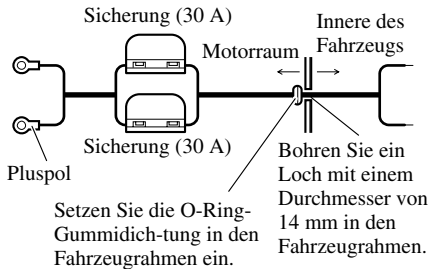 Sicherung (30 A)
Motorraum
Innere des
Fahrzeugs
Sicherung (30 A)
Pluspol
Setzen Sie die O-Ring-
Gummidich-tung in den
Fahrzeugrahmen ein.
Bohren Sie ein
Loch mit einem
Durchmesser von
14 mm in den
Fahrzeugrahmen.